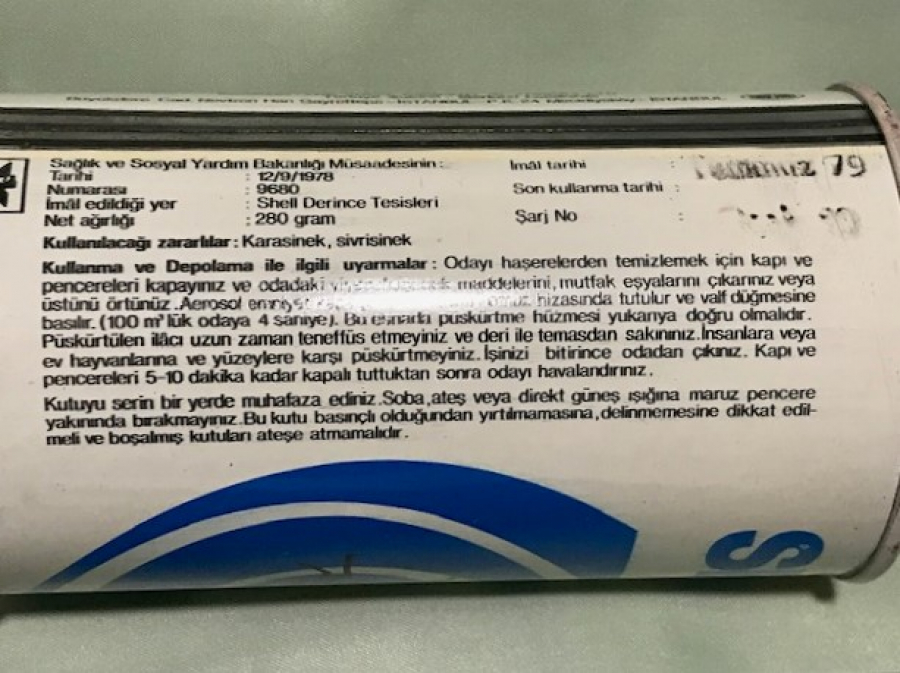 Sağlık ve Sosyal Yardım Bakanlığı Müsaadesinin :
Tarihi : 12/9/1978
Numarası : 9680
İmâl edildiği yer : Shell Derince Tesisleri
Net ağırlığı : 280 gram
İmâl tarihi : 79
Son kullanma tarihi :
Şarj No :
Kullanılacağı zararlılar : Karasinek, sivrisinek
Kullanma ve Depolama ile ilgili uyarmalar : Odayı haşerelerden temizlemek için kapı ve
pencereleri kapayınız ve odadaki maddelerini, mutfak eşyalarını çıkarınız veya
üstünü örtünüz. Aerosol hizasında tutulur ve valf düğmesine
basılır. (100 m³ lük odaya 4 saniye). Bu esnada püskürtme hüzmesi yukarıya doğru olmalıdır.
Püskürtülen ilâcı uzun zaman teneffüs etmeyiniz ve deri ile temasdan sakınınız. İnsanlara veya
ev hayvanlarına ve yüzeylere karşı püskürtmeyiniz. İşinizi bitirince odadan çıkınız. Kapı ve
pencereleri 5-10 dakika kadar kapalı tuttuktan sonra odayı havalandırınız.
Kutuyu serin bir yerde muhafaza ediniz. Soba, ateş veya direkt güneş ışığına maruz pencere
yakınında bırakmayınız. Bu kutu basınçlı olduğundan yırtılmamasına, delinmemesine dikkat edil-
meli ve boşalmış kutuları ateşe atmamalıdır.
S